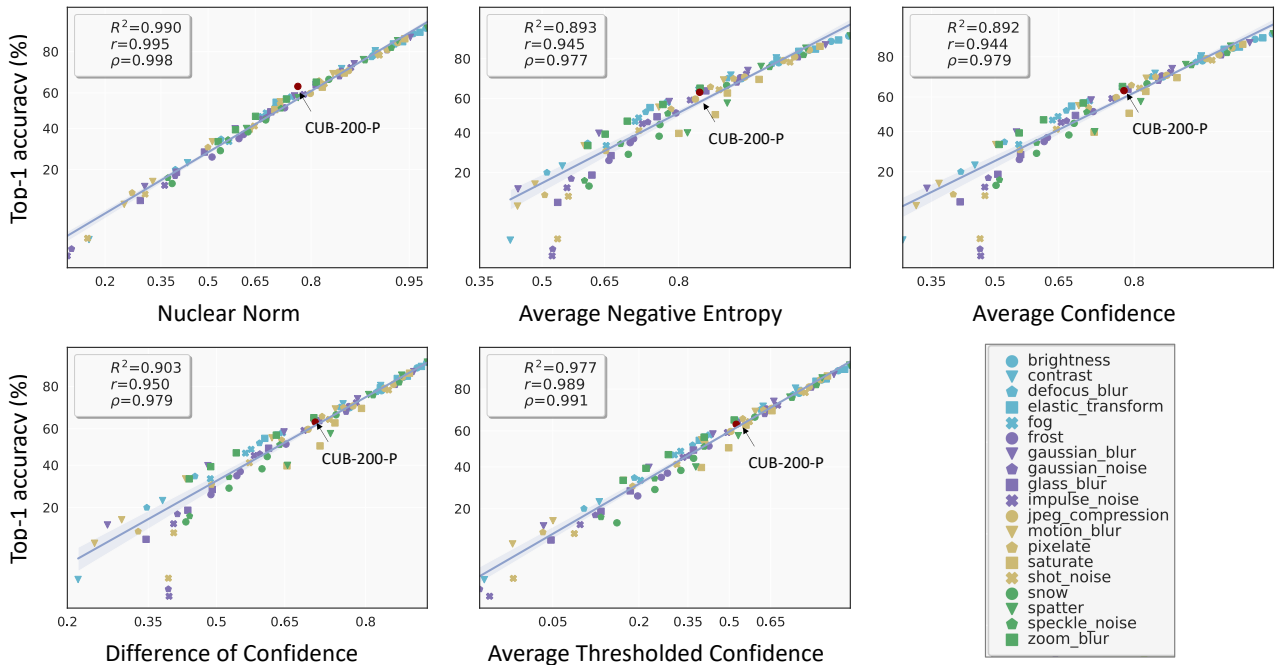 Top-1 accuracy (%)
R²=0.990
r=0.995
ρ=0.998
80
60
40
20
CUB-200-P
0.2 0.35 0.5 0.65 0.8 0.95
Nuclear Norm
R²=0.893
r=0.945
ρ=0.977
80
60
40
20
CUB-200-P
0.35 0.5 0.65 0.8
Average Negative Entropy
R²=0.892
r=0.944
ρ=0.979
80
60
40
20
CUB-200-P
0.35 0.5 0.65 0.8
Average Confidence
Top-1 accuracy (%)
R²=0.903
r=0.950
ρ=0.979
80
60
40
20
CUB-200-P
0.2 0.35 0.5 0.65 0.8
Difference of Confidence
R²=0.977
r=0.989
ρ=0.991
80
60
40
20
CUB-200-P
0.05 0.2 0.35 0.5 0.65
Average Thresholded Confidence
brightness
contrast
defocus_blur
elastic_transform
fog
frost
gaussian_blur
gaussian_noise
glass_blur
impulse_noise
jpeg_compression
motion_blur
pixelate
saturate
shot_noise
snow
spatter
speckle_noise
zoom_blur